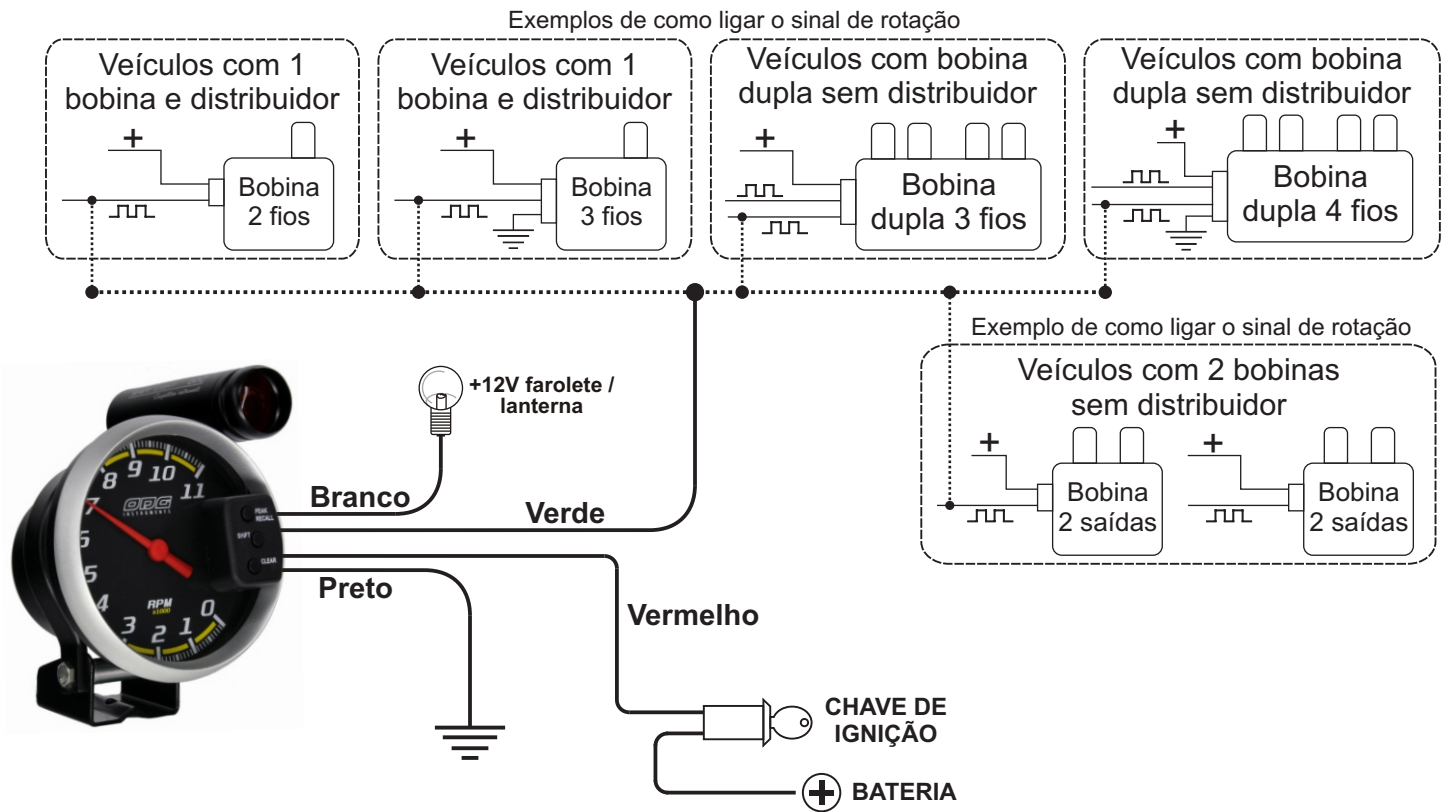 Exemplos de como ligar o sinal de rotação
Veículos com 1
bobina e distribuidor
+
Bobina
2 fios
Veículos com 1
bobina e distribuidor
+
Bobina
3 fios
Veículos com bobina
dupla sem distribuidor
+
Bobina
dupla 3 fios
Veículos com bobina
dupla sem distribuidor
+
Bobina
dupla 4 fios
Exemplo de como ligar o sinal de rotação
Veículos com 2 bobinas
sem distribuidor
+
Bobina
2 saídas
+
Bobina
2 saídas
+12V farolete /
lanterna
Branco
Verde
Preto
Vermelho
CHAVE DE
IGNIÇÃO
+ BATERIA
ODG
INSTRUMENTS
PEAK
RECALL
SHIFT
CLEAR
RPM
x1000
0
1
2
3
4
5
6
7
8
9
10
11